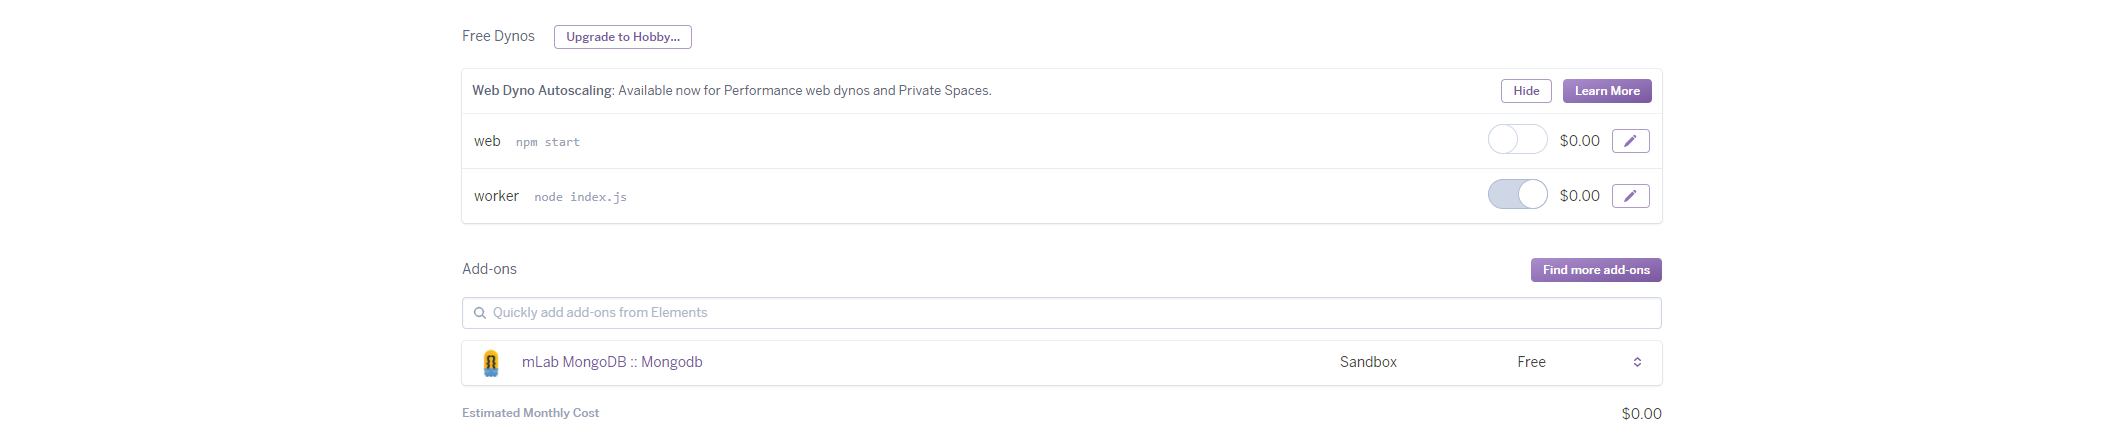 Free Dynos Upgrade to Hobby...
Web Dyno Autoscaling: Available now for Performance web dynos and Private Spaces. Hide Learn More
web npm start $0.00
worker node index.js $0.00
Add-ons Find more add-ons
Quickly add add-ons from Elements
mLab MongoDB :: Mongodb Sandbox Free
Estimated Monthly Cost $0.00